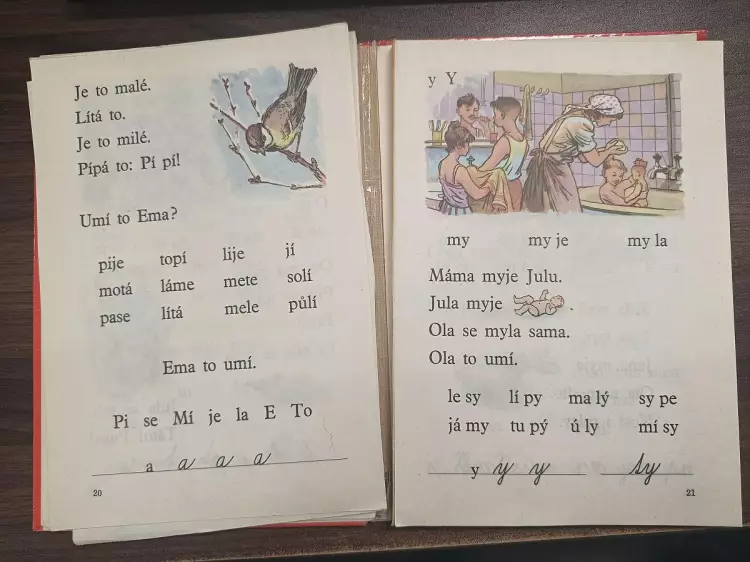 Je to malé.
Lítá to.
Je to milé.
Pípá to: Pí pí!
Umí to Ema?
pije topí lije jí
motá láme mete solí
pase lítá mele půlí
Ema to umí.
Pi se Mí je la E To
a a a a
20
y Y
my my je my la
Máma myje Julu.
Jula myje .
Ola se myla sama.
Ola to umí.
le sy lí py ma lý sy pe
já my tu pý ú ly mí sy
y y y ty
21